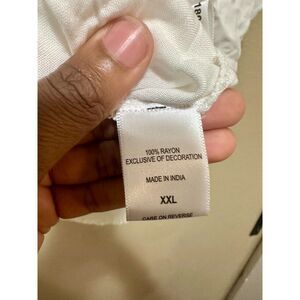 100% RAYON
EXCLUSIVE OF DECORATION
MADE IN INDIA
XXL
CARE ON REVERSE